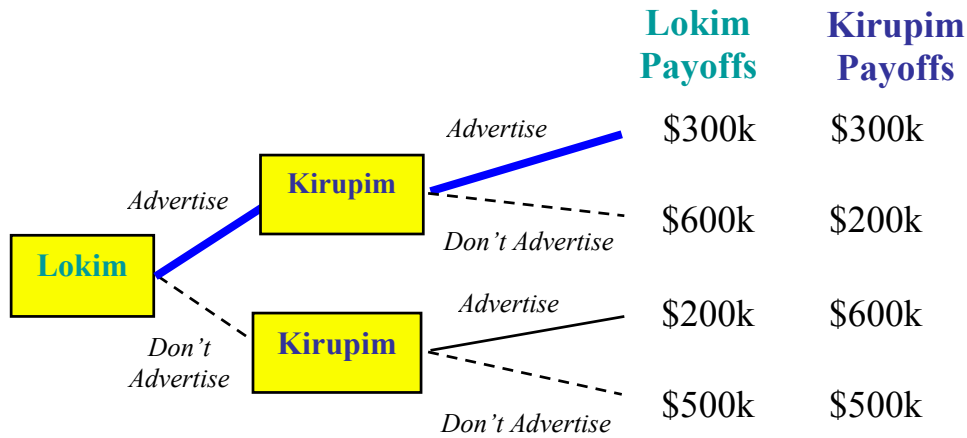 Lokim Payoffs
Kirupim Payoffs
Advertise
$300k $300k
Kirupim
Advertise
$600k $200k
Don’t Advertise
Lokim
Advertise
$200k $600k
Kirupim
Don’t
Advertise
$500k $500k
Don’t Advertise